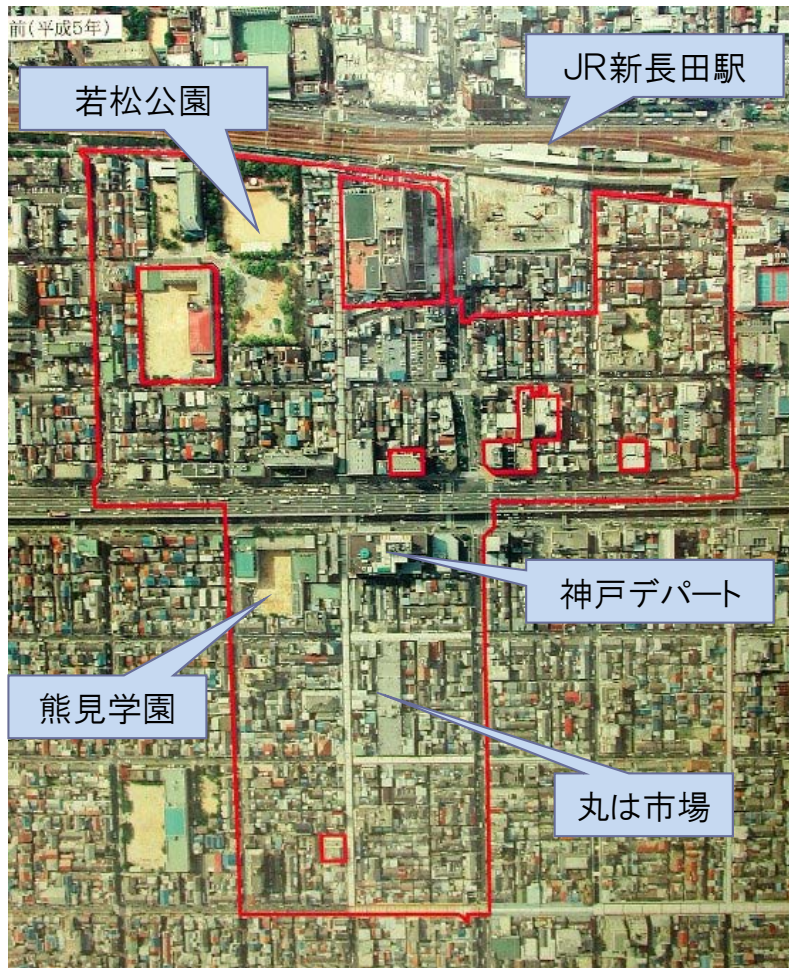 前(平成5年)
JR新長田駅
若松公園
神戸デパート
熊見学園
丸は市場